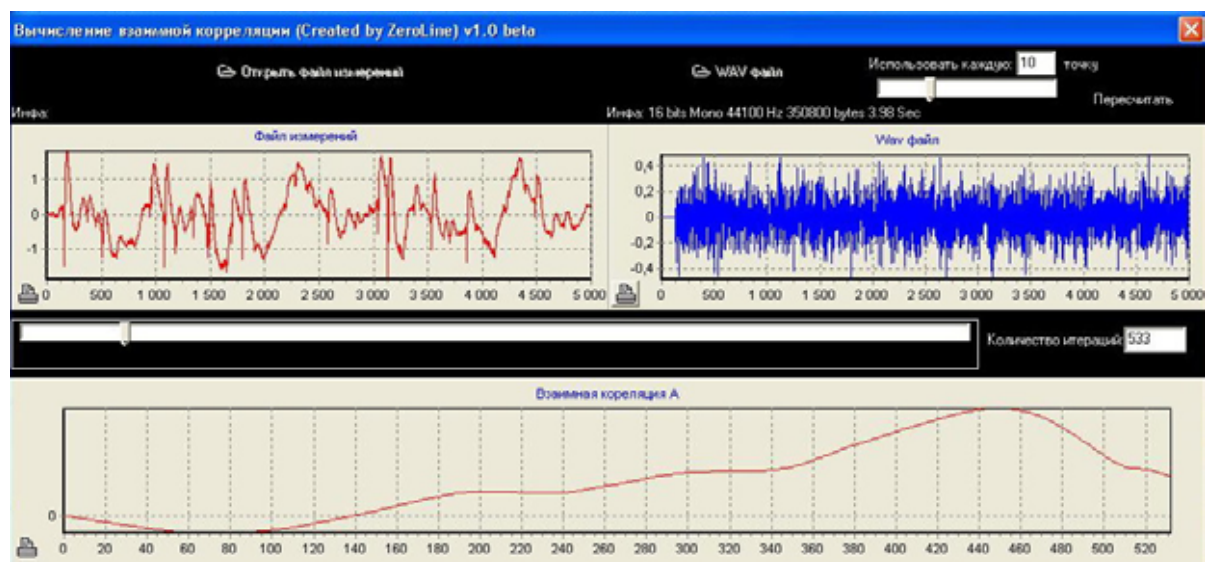 Вычисление взаимной корреляции (Created by ZeroLine) v1.0 beta
Открыть файл измерений
WAV файл
Использовать каждую: 10 точку
Пересчитать
Инфа:
Инфа: 16 bits Mono 44100 Hz 350800 bytes 3.98 Sec
Файл измерений
1
0
-1
0 500 1 000 1 500 2 000 2 500 3 000 3 500 4 000 4 500 5 000
Wav файл
0,4
0,2
0
-0,2
-0,4
0 500 1 000 1 500 2 000 2 500 3 000 3 500 4 000 4 500 5 000
Количество итераций: 533
Взаимная кореляция А
0
0 20 40 60 80 100 120 140 160 180 200 220 240 260 280 300 320 340 360 380 400 420 440 460 480 500 520